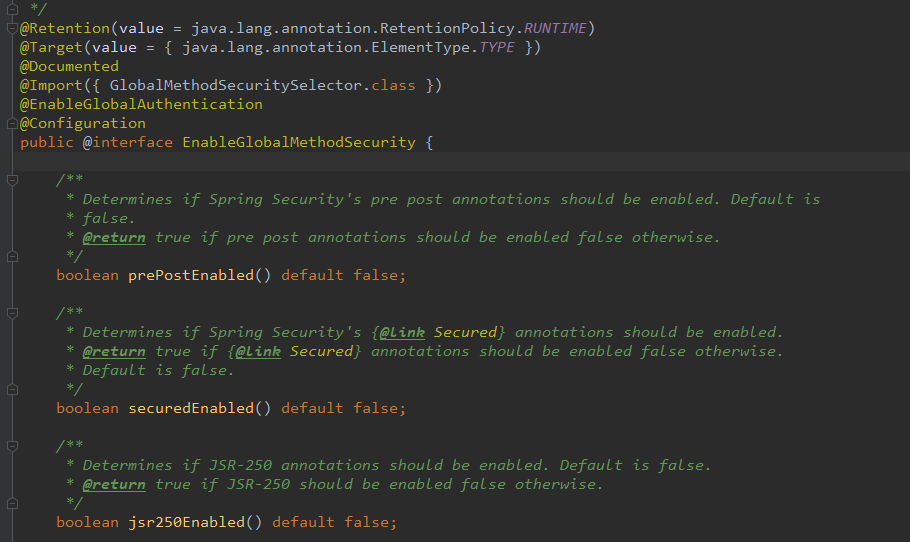 */
@Retention(value = java.lang.annotation.RetentionPolicy.RUNTIME)
@Target(value = { java.lang.annotation.ElementType.TYPE })
@Documented
@Import({ GlobalMethodSecuritySelector.class })
@EnableGlobalAuthentication
@Configuration
public @interface EnableGlobalMethodSecurity {
/**
* Determines if Spring Security's pre post annotations should be enabled. Default is
* false.
* @return true if pre post annotations should be enabled false otherwise.
*/
boolean prePostEnabled() default false;
/**
* Determines if Spring Security's {@link Secured} annotations should be enabled.
* @return true if {@link Secured} annotations should be enabled false otherwise.
* Default is false.
*/
boolean securedEnabled() default false;
/**
* Determines if JSR-250 annotations should be enabled. Default is false.
* @return true if JSR-250 should be enabled false otherwise.
*/
boolean jsr250Enabled() default false;